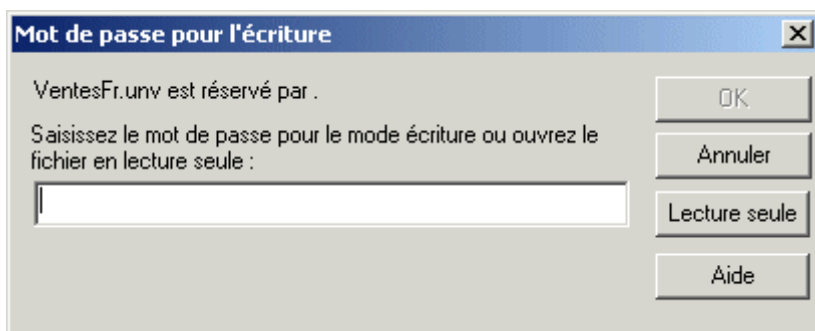 Mot de passe pour l'écriture
VentesFr.unv est réservé par .
Saisissez le mot de passe pour le mode écriture ou ouvrez le
fichier en lecture seule :
OK
Annuler
Lecture seule
Aide